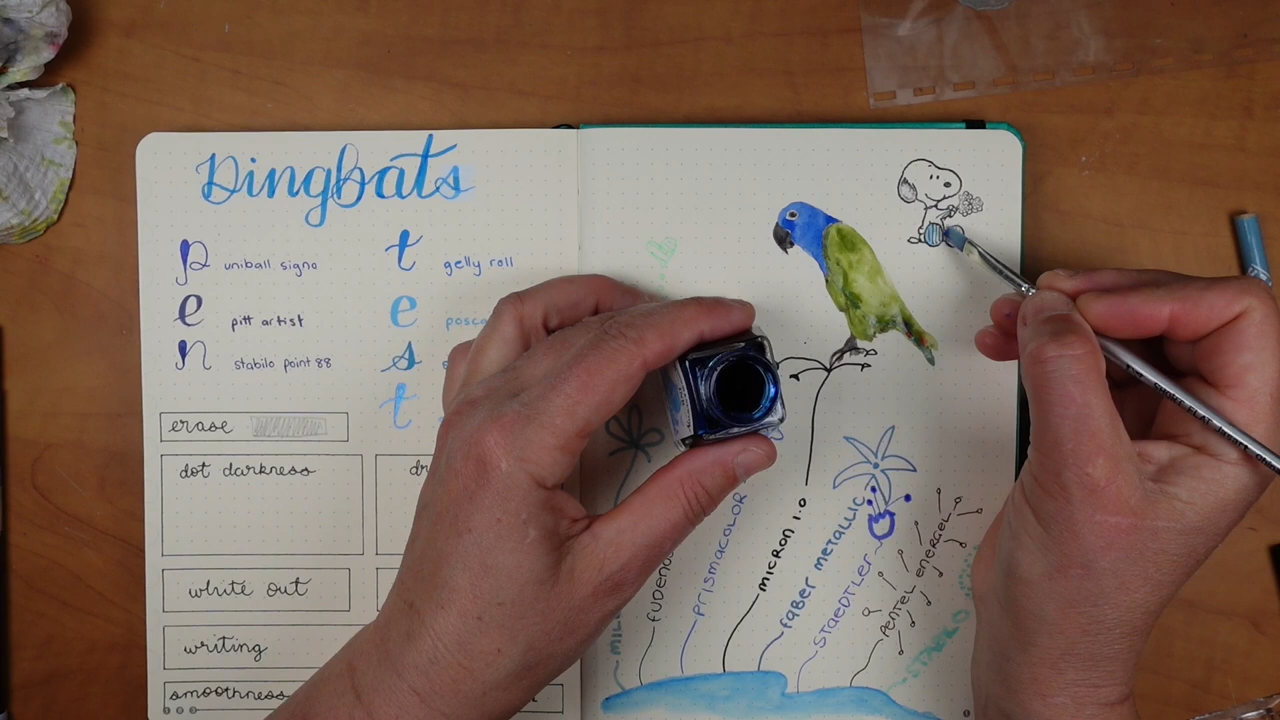 Dingbats
p uniball signo
t gelly roll
e pitt artist
e posca
n stabilo point 88
s
t
erase
dot darkness
white out
writing
smoothness
PRISMACOLOR
MICRON 1.0
FABER METALLIC
STAEDTLER
PENTEL ENERGEL